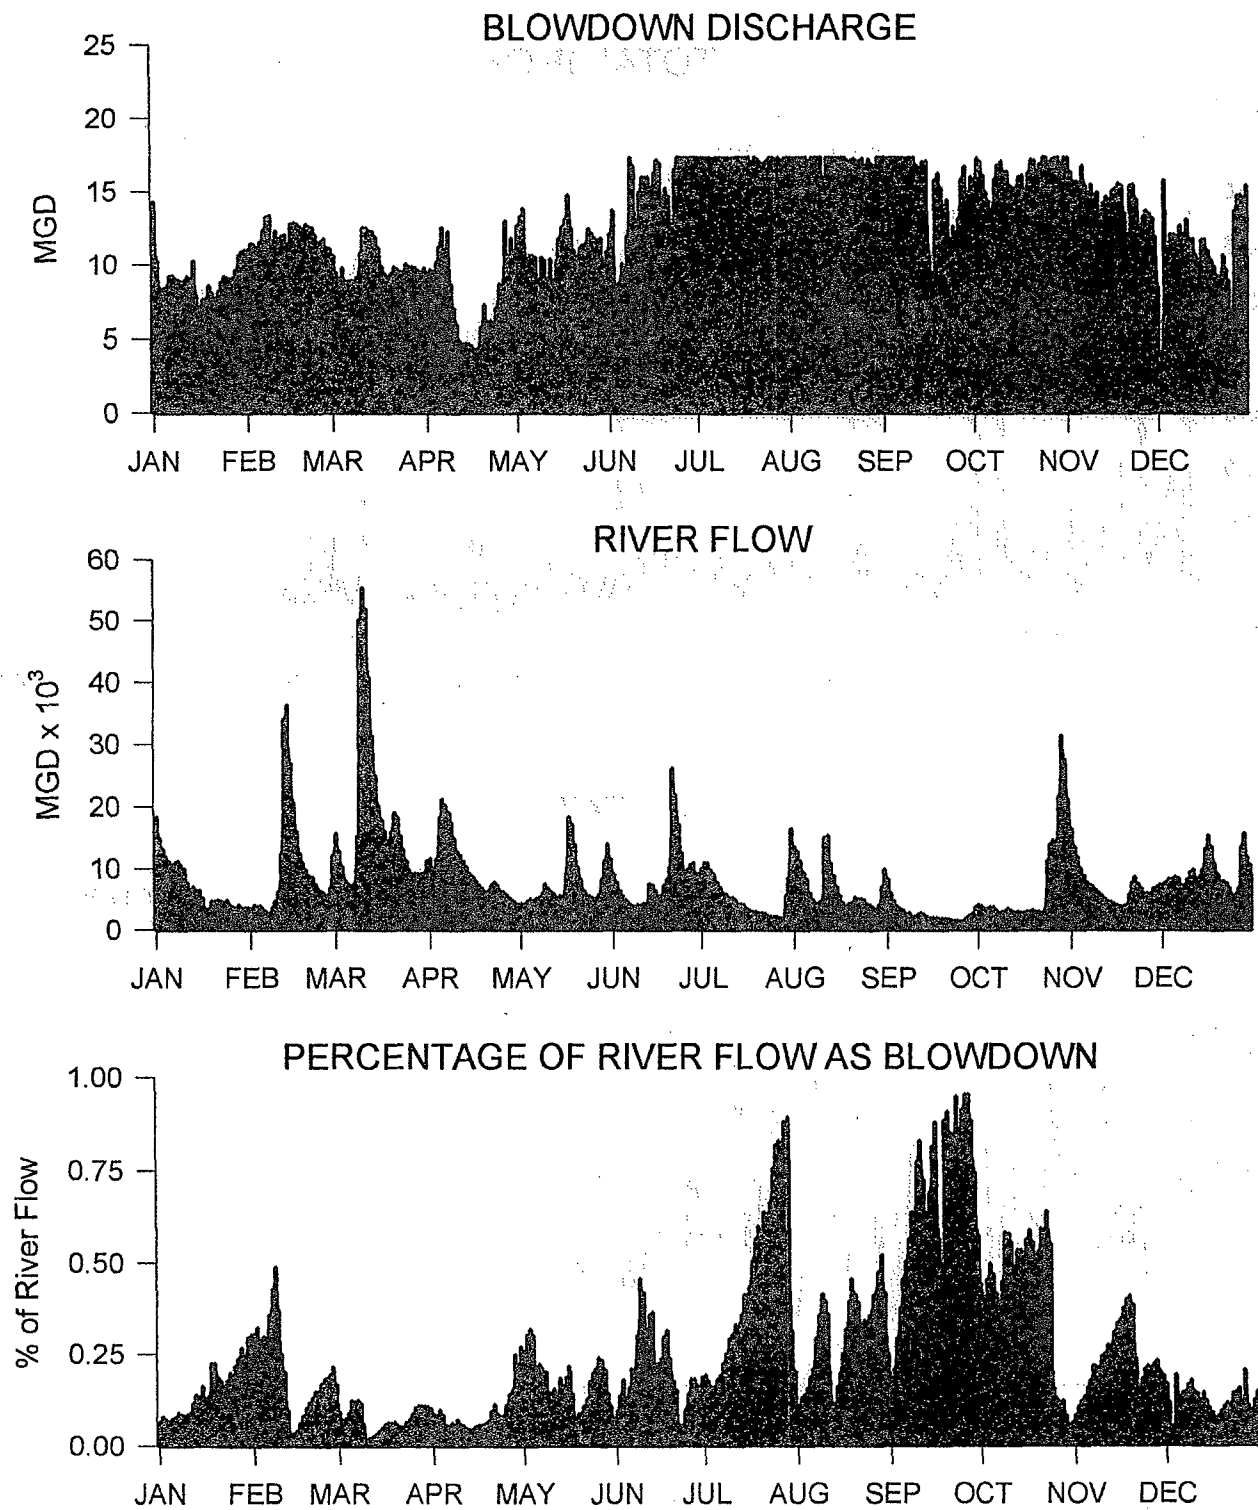 BLOWDOWN DISCHARGE
25
20
15
10
5
0
MGD
JAN FEB MAR APR MAY JUN JUL AUG SEP OCT NOV DEC
RIVER FLOW
60
50
40
30
20
10
0
MGD x 10³
JAN FEB MAR APR MAY JUN JUL AUG SEP OCT NOV DEC
PERCENTAGE OF RIVER FLOW AS BLOWDOWN
1.00
0.75
0.50
0.25
0.00
% of River Flow
JAN FEB MAR APR MAY JUN JUL AUG SEP OCT NOV DEC